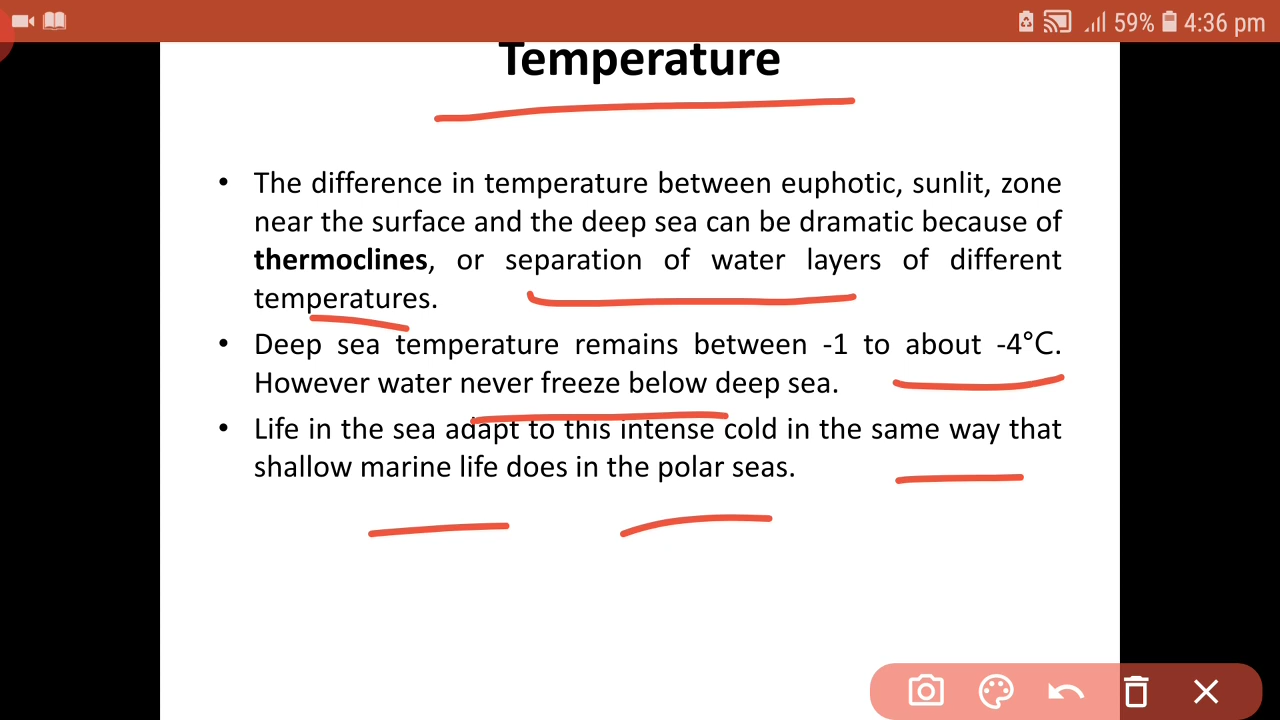 59% 4:36 pm
Temperature
• The difference in temperature between euphotic, sunlit, zone
near the surface and the deep sea can be dramatic because of
thermoclines, or separation of water layers of different
temperatures.
• Deep sea temperature remains between -1 to about -4°C.
However water never freeze below deep sea.
• Life in the sea adapt to this intense cold in the same way that
shallow marine life does in the polar seas.